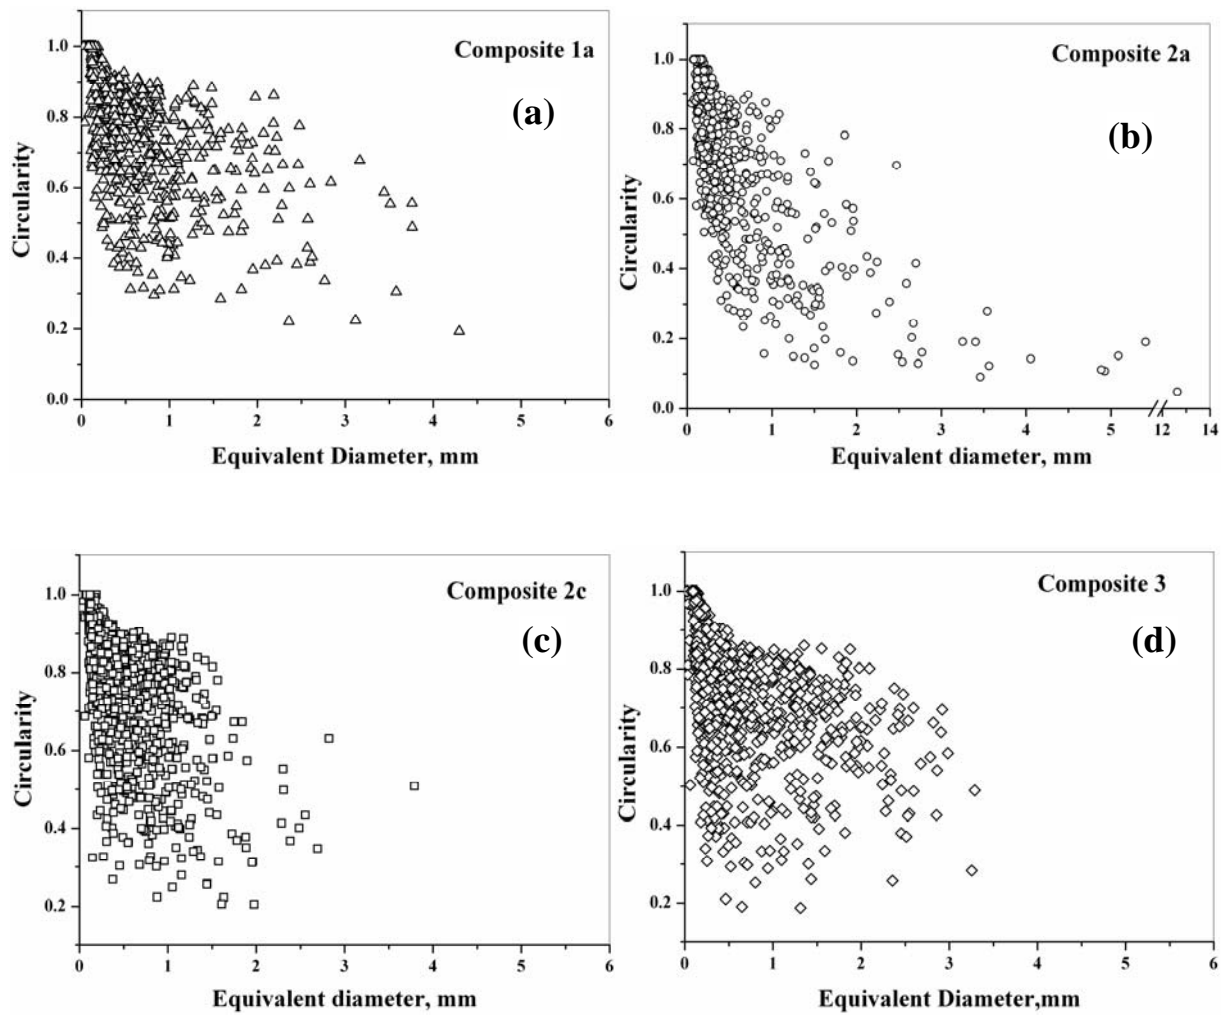 Composite 1a
(a)
Circularity
1.0
0.8
0.6
0.4
0.2
0.0
0 1 2 3 4 5 6
Equivalent Diameter, mm
Composite 2a
(b)
Circularity
1.0
0.8
0.6
0.4
0.2
0.0
0 1 2 3 4 5 12 14
Equivalent diameter, mm
Composite 2c
(c)
Circularity
1.0
0.8
0.6
0.4
0.2
0 1 2 3 4 5 6
Equivalent diameter, mm
Composite 3
(d)
Circularity
1.0
0.8
0.6
0.4
0.2
0 1 2 3 4 5 6
Equivalent Diameter,mm